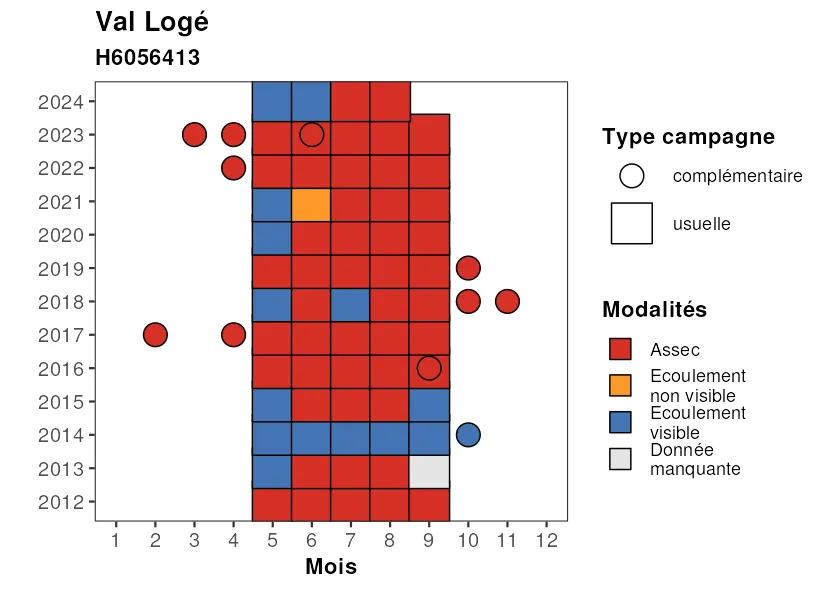 Val Logé
H6056413
2024
2023
2022
2021
2020
2019
2018
2017
2016
2015
2014
2013
2012
1 2 3 4 5 6 7 8 9 10 11 12
Mois
Type campagne
complémentaire
usuelle
Modalités
Assec
Ecoulement
non visible
Ecoulement
visible
Donnée
manquante